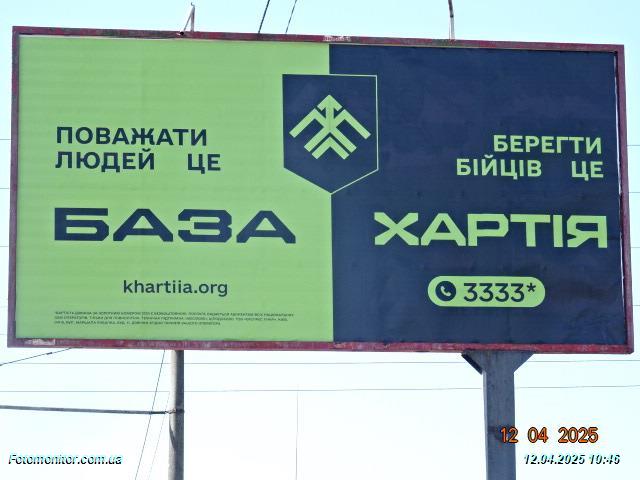 ПОВАЖАТИ
ЛЮДЕЙ ЦЕ
БАЗА
khartiia.org
БЕРЕГТИ
БІЙЦІВ ЦЕ
ХАРТІЯ
3333*
12 04 2025
Fotomonitor.com.ua
12.04.2025 10:46